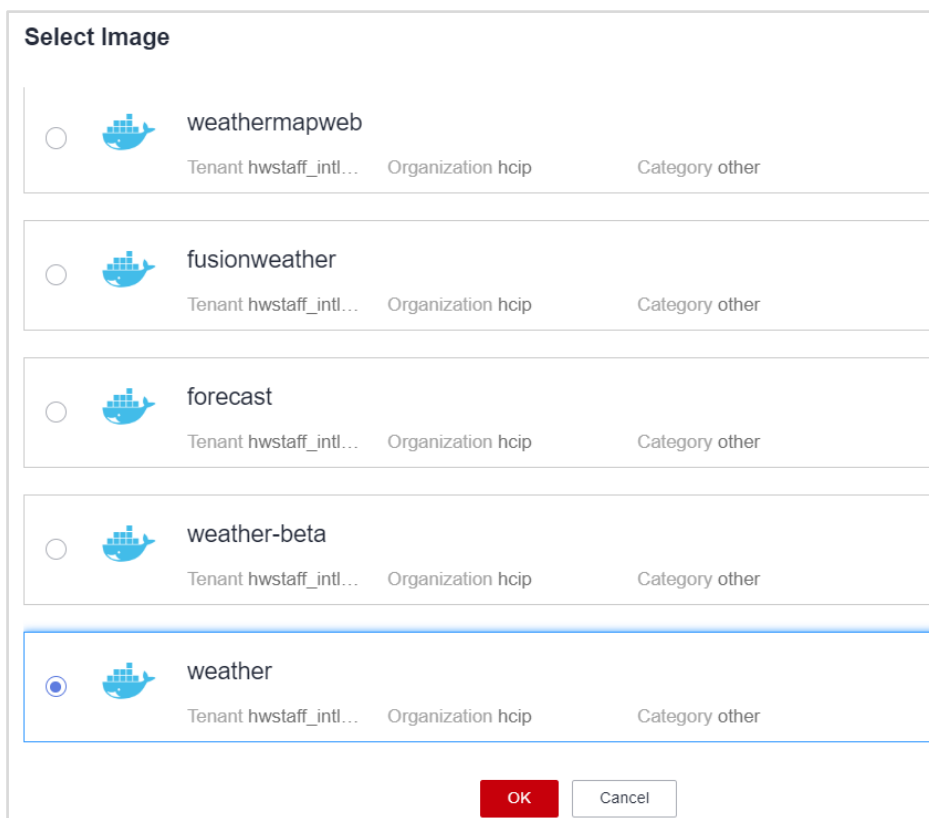 Select Image
weathermapweb
Tenant hwstaff_intl... Organization hcip Category other
fusionweather
Tenant hwstaff_intl... Organization hcip Category other
forecast
Tenant hwstaff_intl... Organization hcip Category other
weather-beta
Tenant hwstaff_intl... Organization hcip Category other
weather
Tenant hwstaff_intl... Organization hcip Category other
OK Cancel